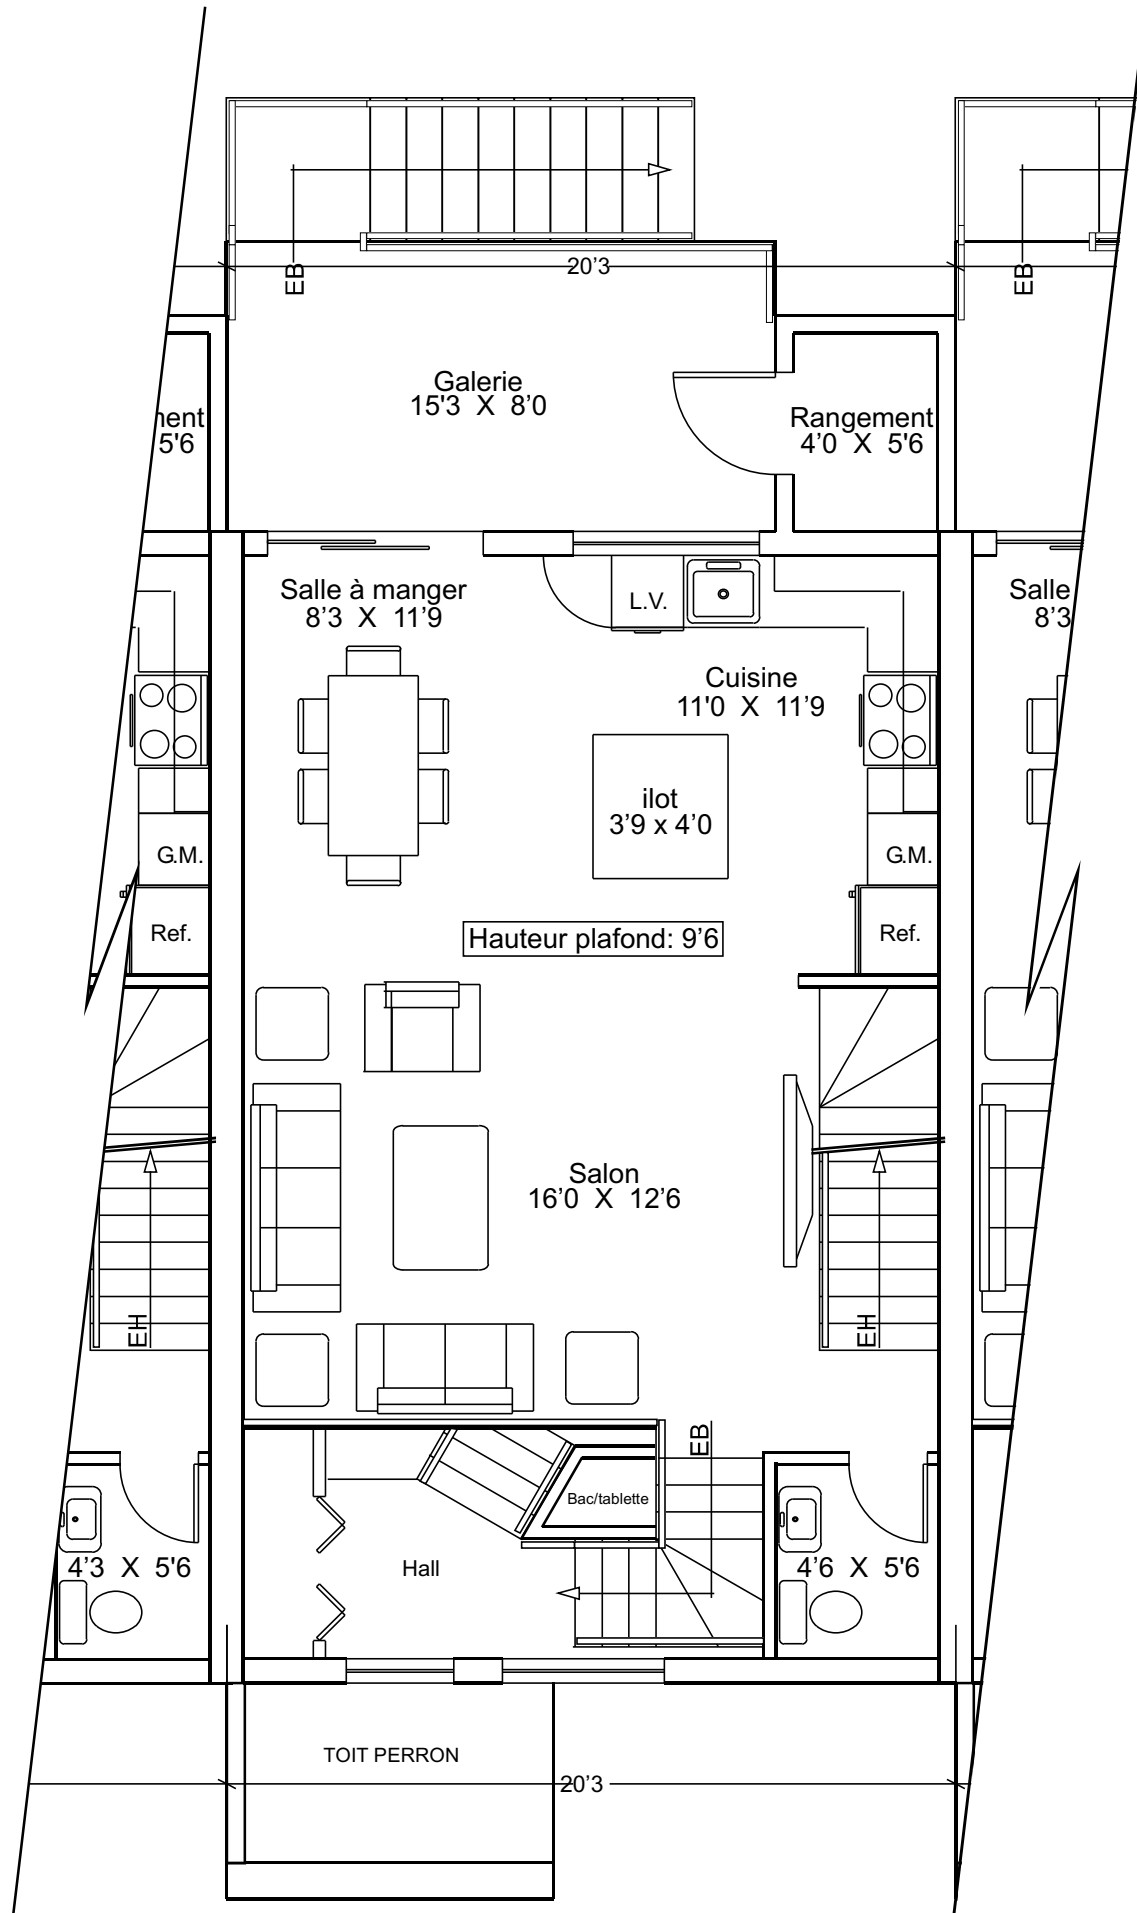 20'3
EB
EB
Galerie
15'3 X 8'0
Rangement
4'0 X 5'6
nent
5'6
Salle à manger
8'3 X 11'9
L.V.
Salle
8'3
Cuisine
11'0 X 11'9
ilot
3'9 x 4'0
G.M.
G.M.
Hauteur plafond: 9'6
Ref.
Ref.
Salon
16'0 X 12'6
EH
EH
EB
Bac/tablette
4'3 X 5'6
Hall
4'6 X 5'6
TOIT PERRON
20'3